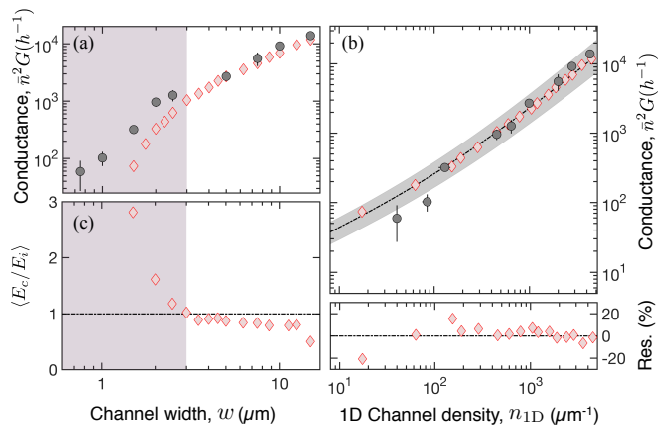 (a)
Conductance, n̄²G(h⁻¹)
10⁴
10³
10²
(c)
⟨E_c/E_i⟩
3
2
1
0
1
10
Channel width, w (µm)
(b)
Conductance, n̄²G(h⁻¹)
10⁴
10³
10²
10¹
Res. (%)
20
0
-20
10¹
10²
10³
1D Channel density, n₁D (µm⁻¹)